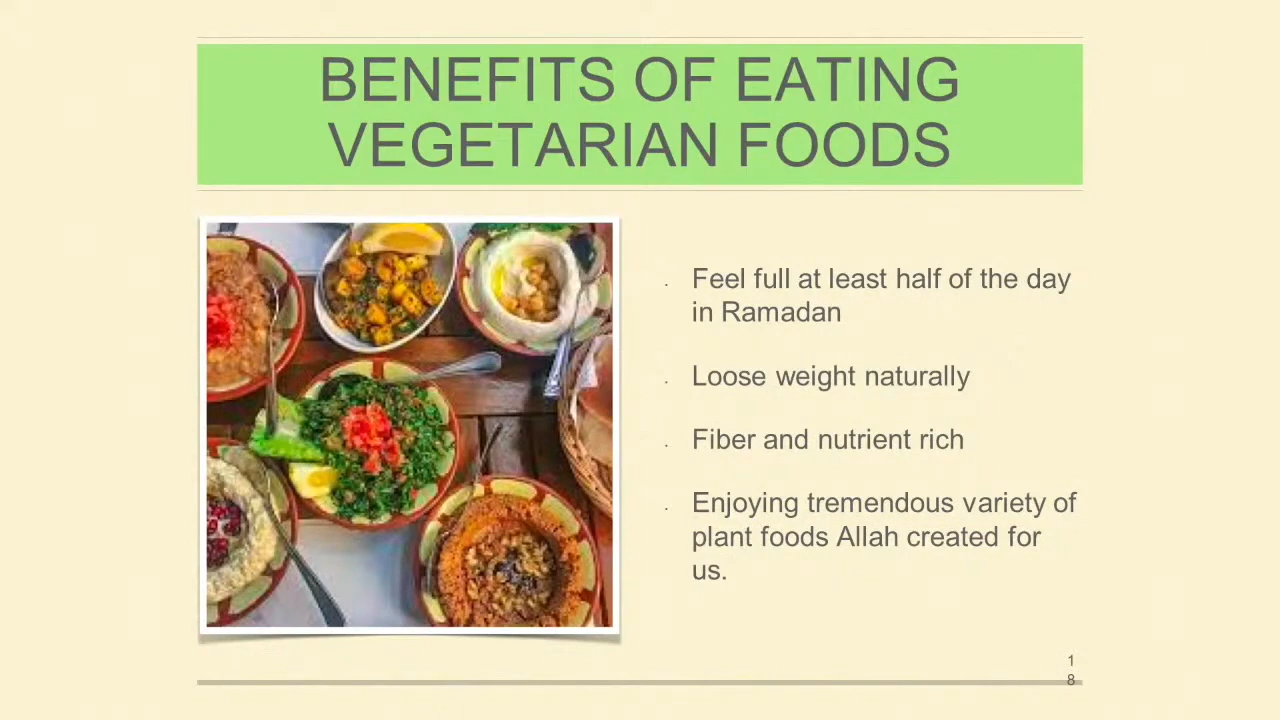 BENEFITS OF EATING
VEGETARIAN FOODS
Feel full at least half of the day
in Ramadan
Loose weight naturally
Fiber and nutrient rich
Enjoying tremendous variety of
plant foods Allah created for
us.
1
8